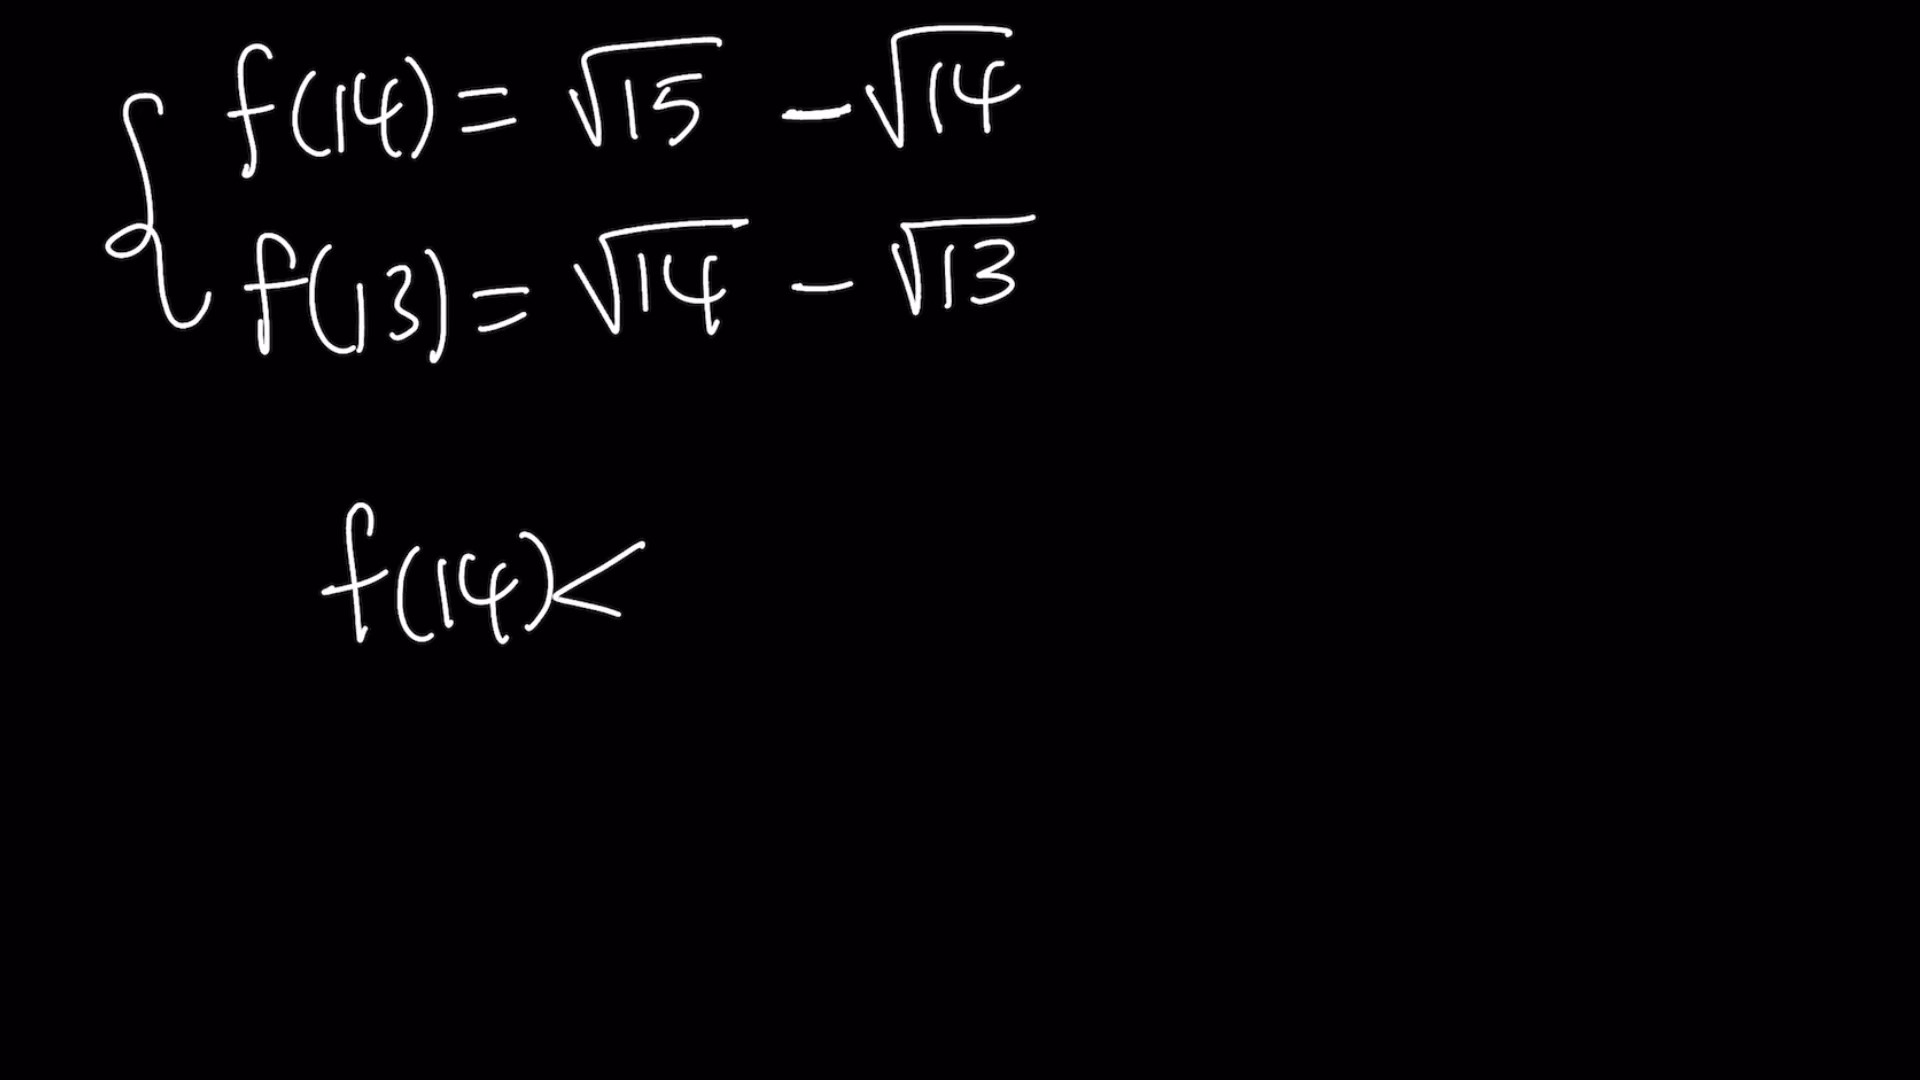 f(14) = √15 - √14
f(13) = √14 - √13
f(14) <